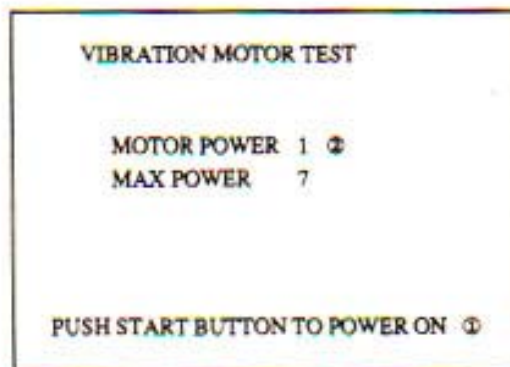 VIBRATION MOTOR TEST
MOTOR POWER 1 ②
MAX POWER 7
PUSH START BUTTON TO POWER ON ①